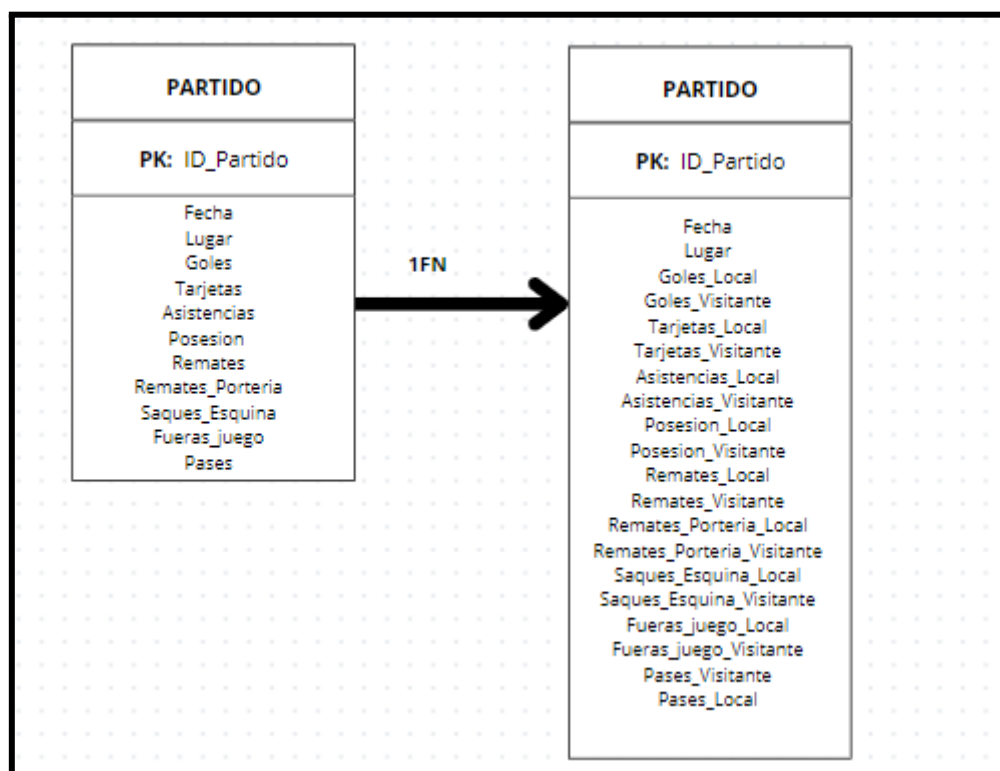 PARTIDO
PK: ID_Partido
Fecha
Lugar
Goles
Tarjetas
Asistencias
Posesion
Remates
Remates_Porteria
Saques_Esquina
Fueras_juego
Pases
1FN
PARTIDO
PK: ID_Partido
Fecha
Lugar
Goles_Local
Goles_Visitante
Tarjetas_Local
Tarjetas_Visitante
Asistencias_Local
Asistencias_Visitante
Posesion_Local
Posesion_Visitante
Remates_Local
Remates_Visitante
Remates_Porteria_Local
Remates_Porteria_Visitante
Saques_Esquina_Local
Saques_Esquina_Visitante
Fueras_juego_Local
Fueras_juego_Visitante
Pases_Visitante
Pases_Local